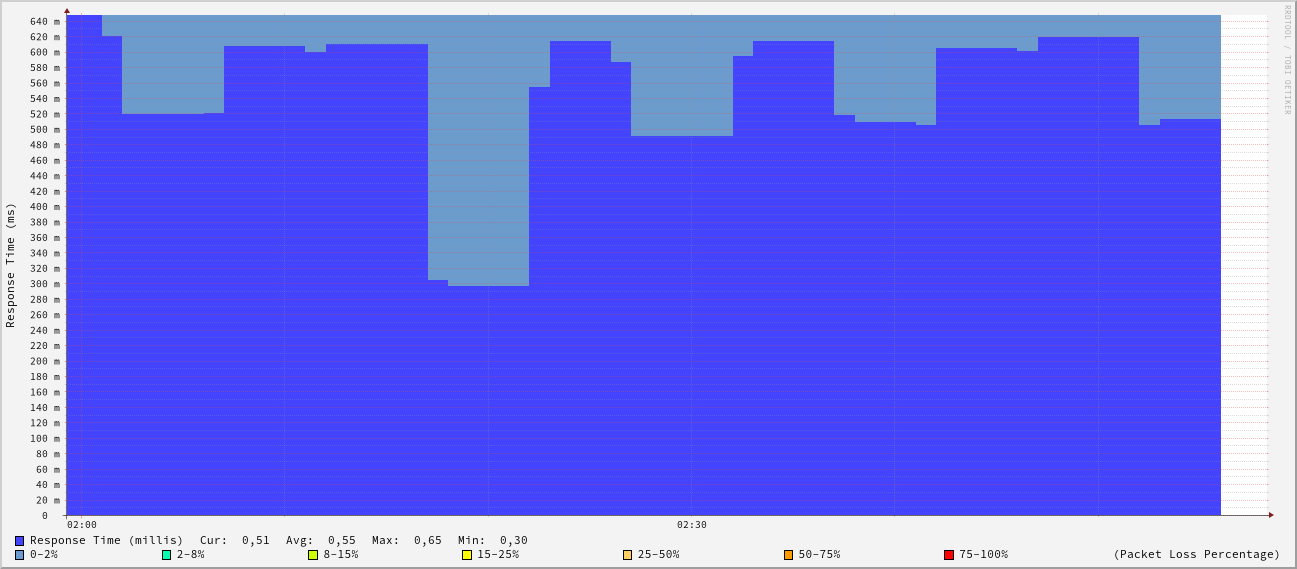 RRDTOOL / TOBI OETIKER
Response Time (ms)
640 m
620 m
600 m
580 m
560 m
540 m
520 m
500 m
480 m
460 m
440 m
420 m
400 m
380 m
360 m
340 m
320 m
300 m
280 m
260 m
240 m
220 m
200 m
180 m
160 m
140 m
120 m
100 m
80 m
60 m
40 m
20 m
0
02:00 02:30
Response Time (millis) Cur: 0,51 Avg: 0,55 Max: 0,65 Min: 0,30
0-2% 2-8% 8-15% 15-25% 25-50% 50-75% 75-100% (Packet Loss Percentage)